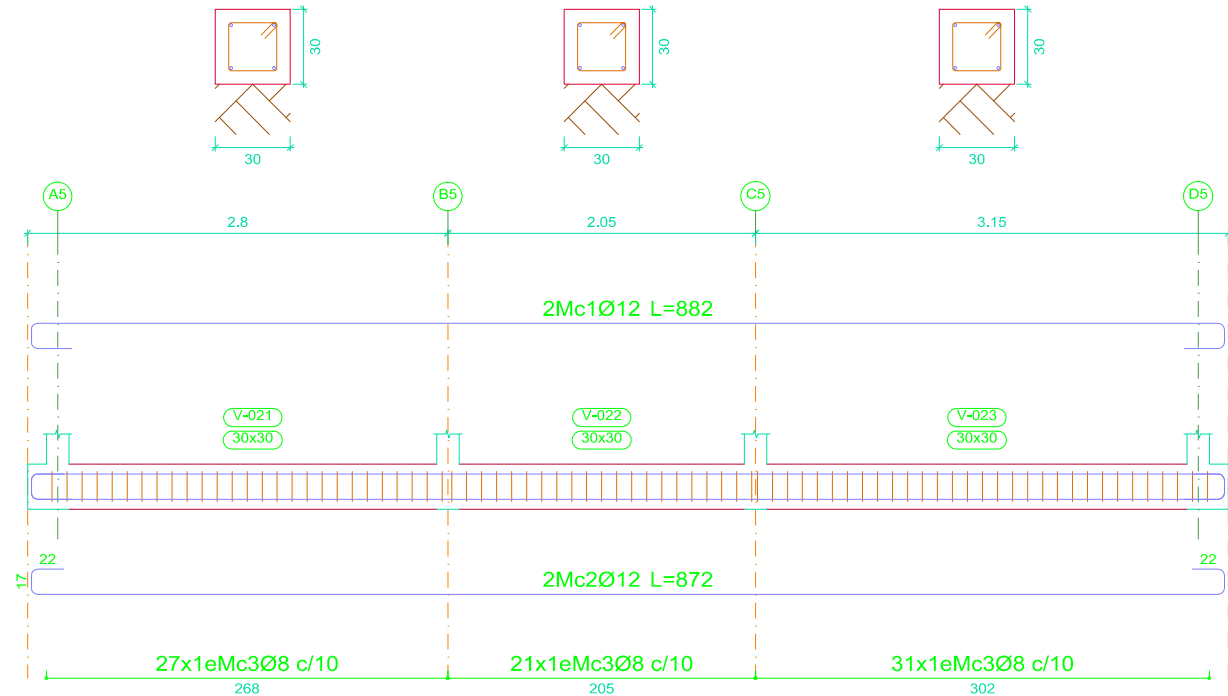 30
30
30
30
30
30
A5
B5
C5
D5
2.8
2.05
3.15
2Mc1Ø12 L=882
V-021
V-022
V-023
30x30
30x30
30x30
22
22
17
2Mc2Ø12 L=872
27x1eMc3Ø8 c/10
21x1eMc3Ø8 c/10
31x1eMc3Ø8 c/10
268
205
302